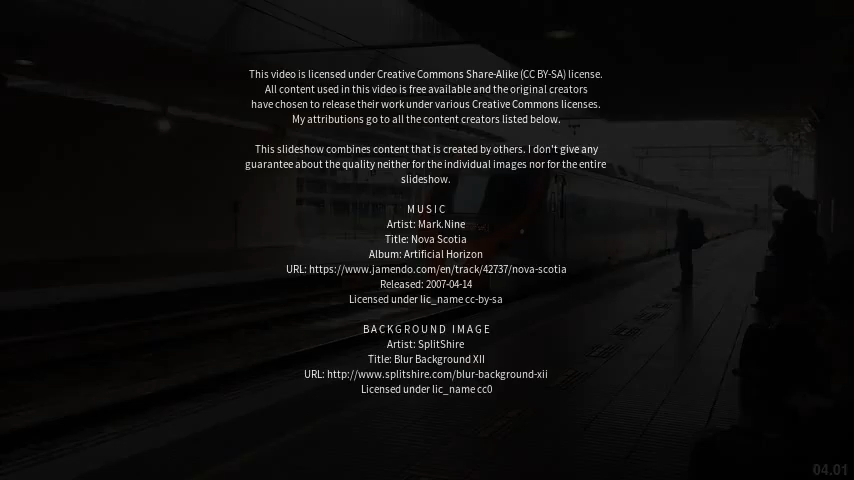 This video is licensed under Creative Commons Share-Alike (CC BY-SA) license.
All content used in this video is free available and the original creators
have chosen to release their work under various Creative Commons licenses.
My attributions go to all the content creators listed below.
This slideshow combines content that is created by others. I don't give any
guarantee about the quality neither for the individual images nor for the entire
slideshow.
MUSIC
Artist: Mark.Nine
Title: Nova Scotia
Album: Artificial Horizon
URL: https://www.jamendo.com/en/track/42737/nova-scotia
Released: 2007-04-14
Licensed under lic_name cc-by-sa
BACKGROUND IMAGE
Artist: SplitShire
Title: Blur Background XII
URL: http://www.splitshire.com/blur-background-xii
Licensed under lic_name cc0
04.01